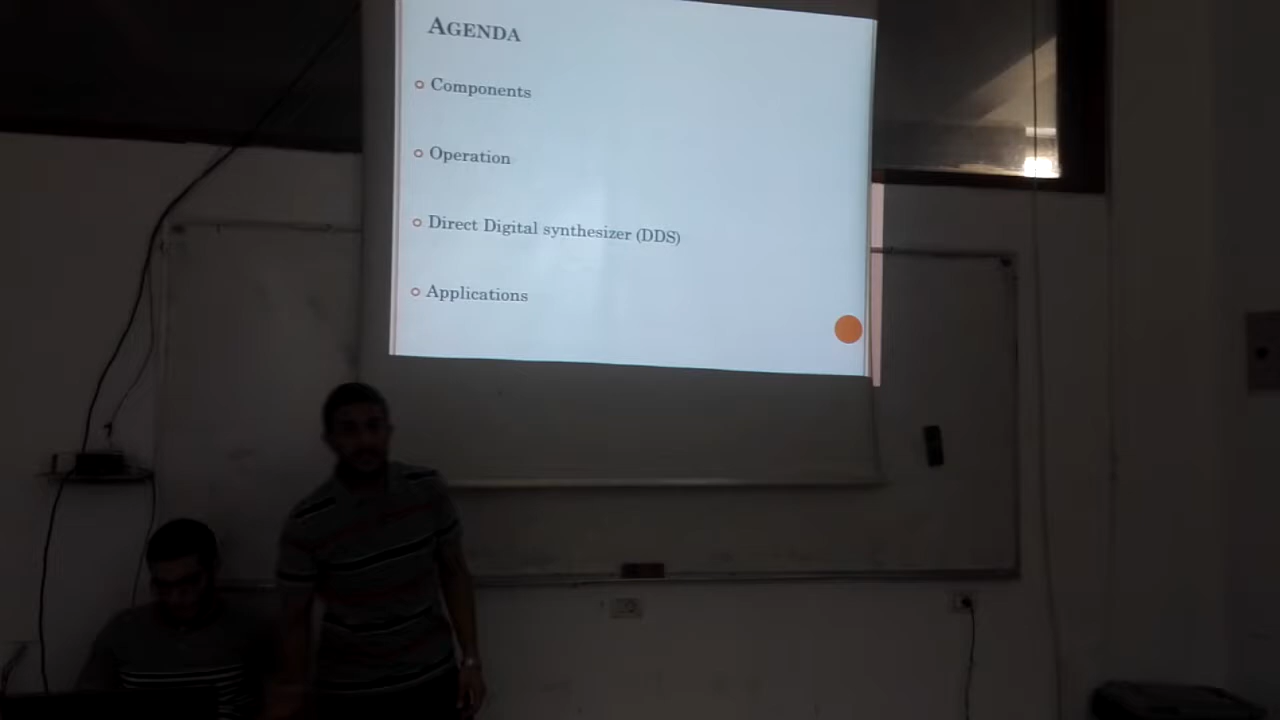 AGENDA
Components
Operation
Direct Digital synthesizer (DDS)
Applications